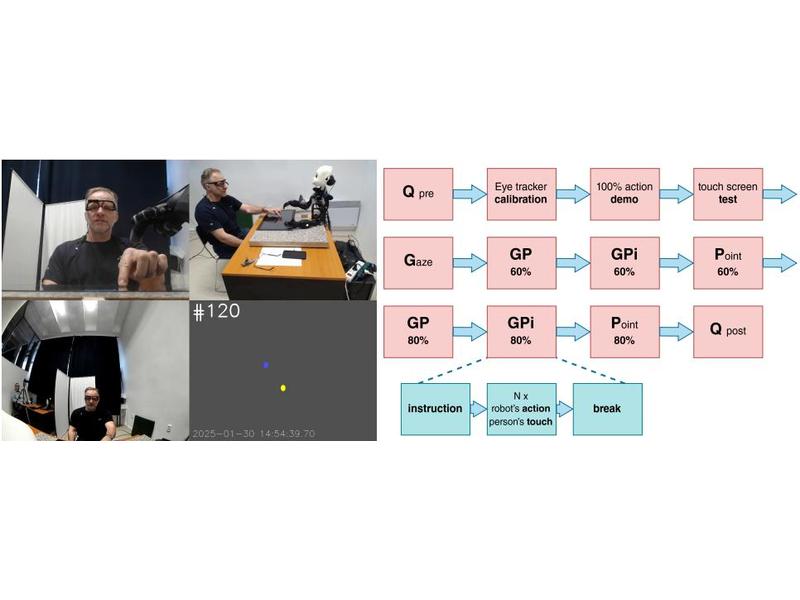 #120
2025-01-30 14:54:39.70
Q pre
Eye tracker
calibration
100% action
demo
touch screen
test
Gaze
GP
60%
GPi
60%
Point
60%
GP
80%
GPi
80%
Point
80%
Q post
instruction
N x
robot's action
person's touch
break